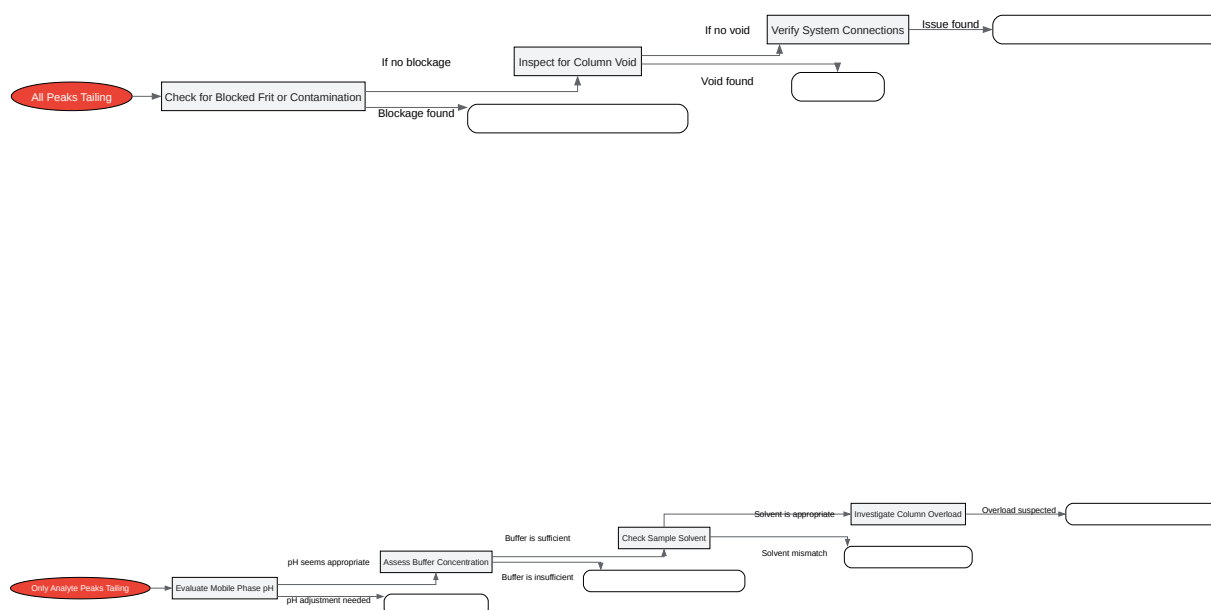 If no void
Verify System Connections
Issue found
If no blockage
Inspect for Column Void
Void found
All Peaks Tailing
Check for Blocked Frit or Contamination
Blockage found
Solvent is appropriate
Investigate Column Overload
Overload suspected
Buffer is sufficient
Check Sample Solvent
Solvent mismatch
pH seems appropriate
Assess Buffer Concentration
Buffer is insufficient
Only Analyte Peaks Tailing
Evaluate Mobile Phase pH
pH adjustment needed